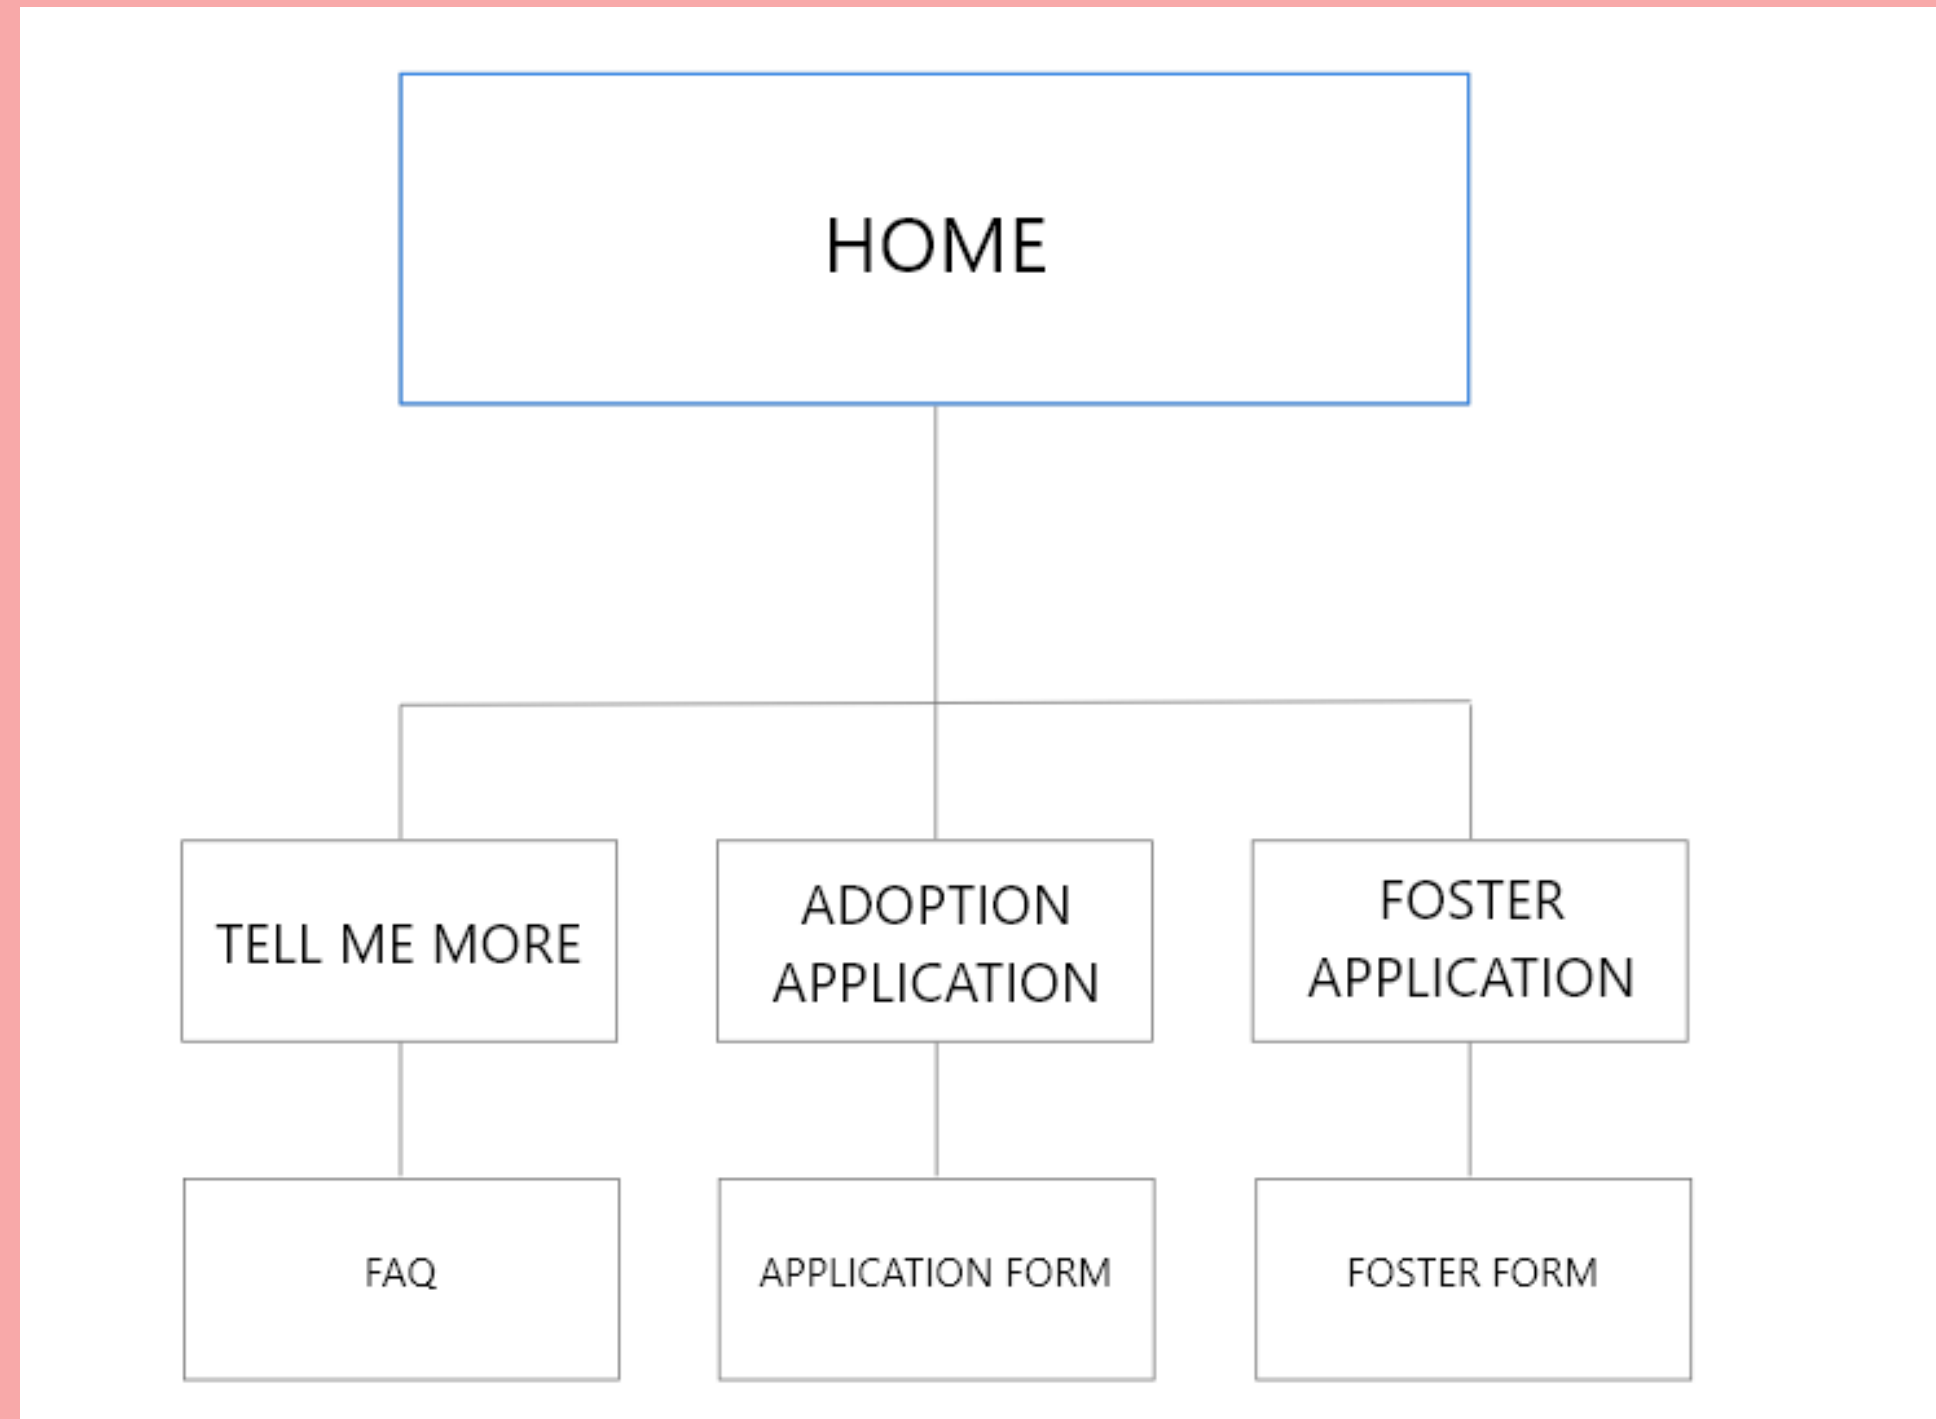 HOME
TELL ME MORE
ADOPTION
APPLICATION
FOSTER
APPLICATION
FAQ
APPLICATION FORM
FOSTER FORM